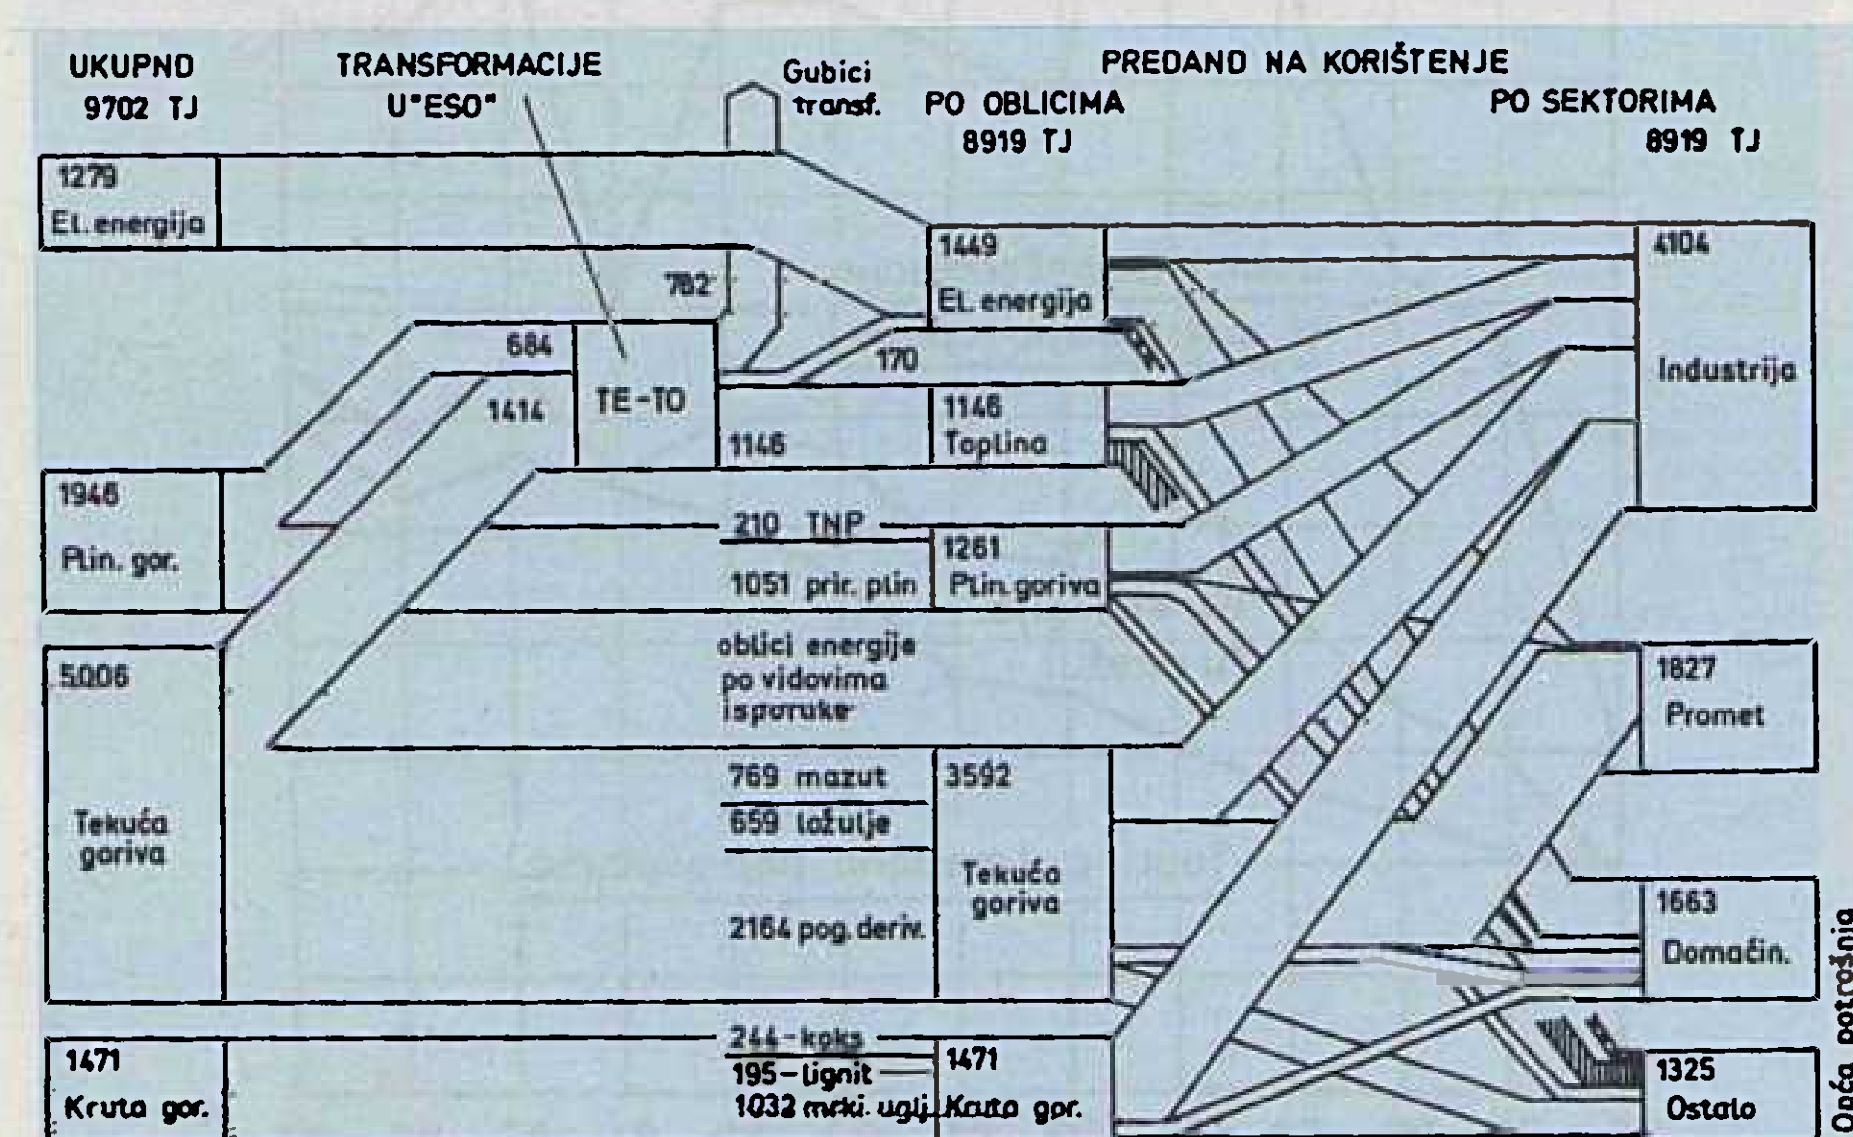 UKUPNO
9702 TJ
TRANSFORMACIJE
U"ESO"
Gubici
transf.
PREDANO NA KORIŠTENJE
PO OBLICIMA
8919 TJ
PO SEKTORIMA
8919 TJ
1279
El. energija
782
1449
El. energija
4104
Industrija
684
1414
TE-TO
170
1146
1146
Toplina
1946
Plin. gor.
210 TNP
1051 prir. plin
1261
Plin. goriva
oblici energije
po vidovima
isporuke
5006
Tekuća
goriva
769 mazut
659 ložulje
2164 pog. deriv.
3592
Tekuća
goriva
1827
Promet
1663
Domaćin.
1471
Kruta gor.
244-koks
195-lignit
1032 mrki. uglj
1471
Kruta gor.
1325
Ostalo
Opća potrošnja